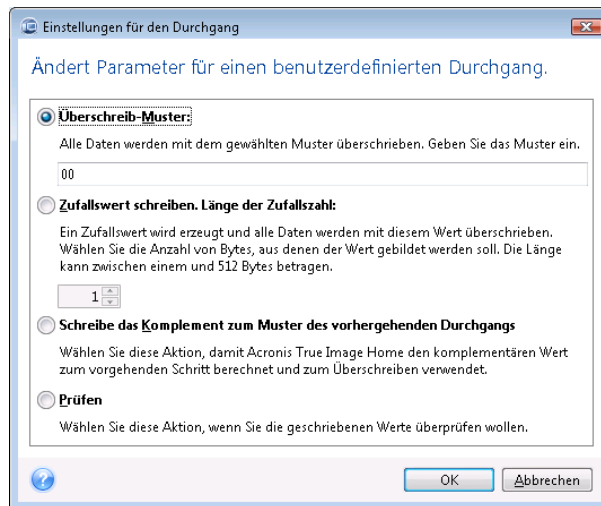 Einstellungen für den Durchgang
Ändert Parameter für einen benutzerdefinierten Durchgang.
Überschreib-Muster:
Alle Daten werden mit dem gewählten Muster überschrieben. Geben Sie das Muster ein.
00
Zufallswert schreiben. Länge der Zufallszahl:
Ein Zufallswert wird erzeugt und alle Daten werden mit diesem Wert überschrieben.
Wählen Sie die Anzahl von Bytes, aus denen der Wert gebildet werden soll. Die Länge
kann zwischen einem und 512 Bytes betragen.
1
Schreibe das Komplement zum Muster des vorhergehenden Durchgangs
Wählen Sie diese Aktion, damit Acronis True Image Home den komplementären Wert
zum vorgehenden Schritt berechnet und zum Überschreiben verwendet.
Prüfen
Wählen Sie diese Aktion, wenn Sie die geschriebenen Werte überprüfen wollen.
OK Abbrechen